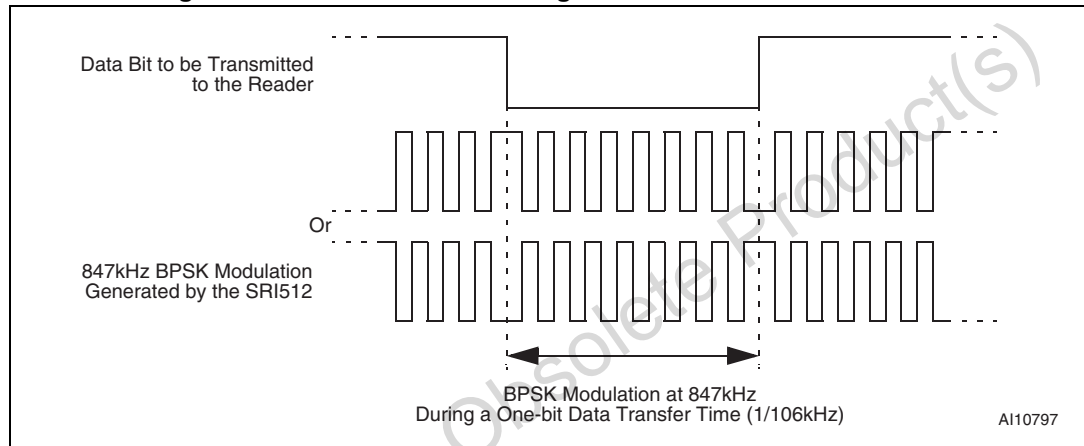 Data Bit to be Transmitted
to the Reader
Or
847kHz BPSK Modulation
Generated by the SRI512
BPSK Modulation at 847kHz
During a One-bit Data Transfer Time (1/106kHz)
AI10797
Obsolete Product(s)